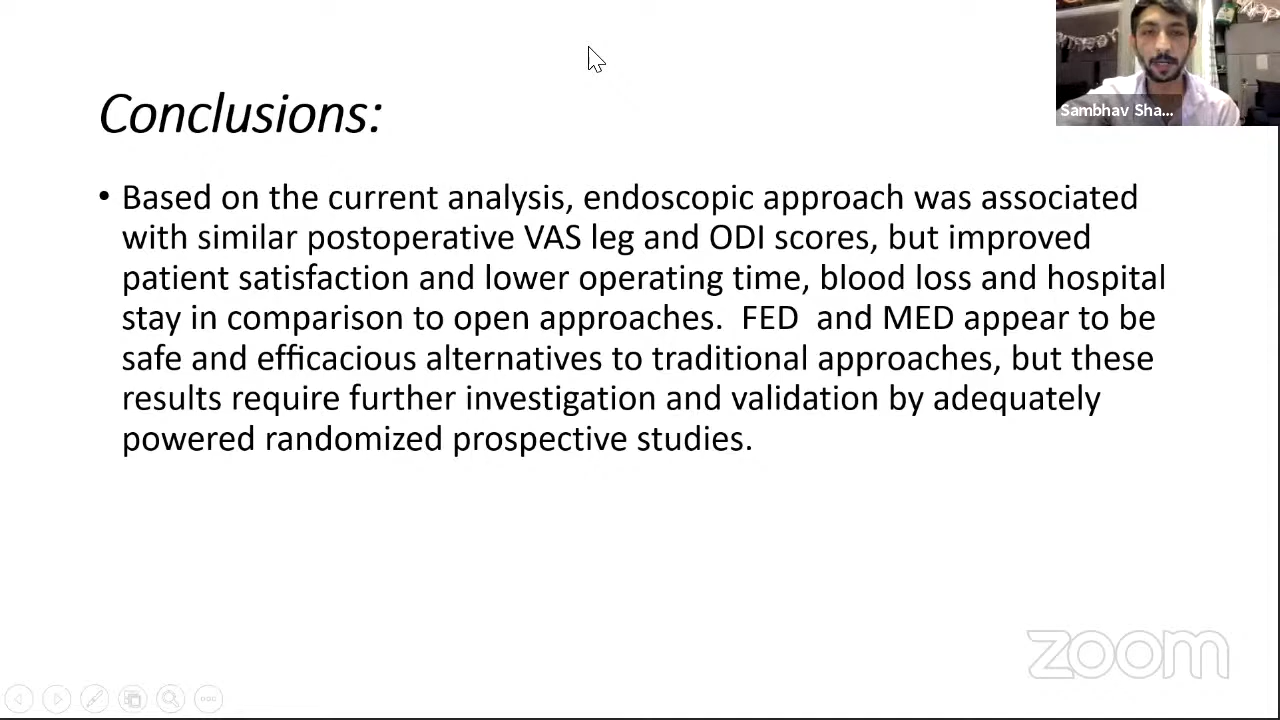 Sambhav Sha...
Conclusions:
• Based on the current analysis, endoscopic approach was associated
with similar postoperative VAS leg and ODI scores, but improved
patient satisfaction and lower operating time, blood loss and hospital
stay in comparison to open approaches.  FED  and MED appear to be
safe and efficacious alternatives to traditional approaches, but these
results require further investigation and validation by adequately
powered randomized prospective studies.
zoom